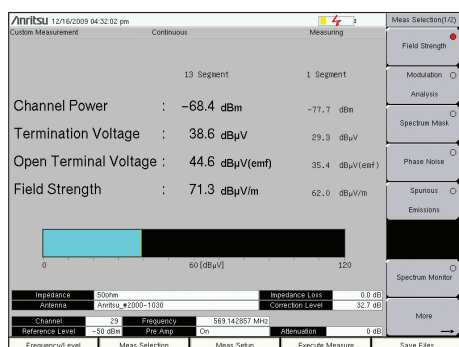 Anritsu 12/16/2009 04:32:02 pm
Meas Selection(1/2)
Custom Measurement Continuous Measuring
Field Strength
13 Segment 1 Segment
Modulation
Analysis
Channel Power : -68.4 dBm -77.7 dBm
Spectrum Mask
Termination Voltage : 38.6 dBµV 29.3 dBµV
Open Terminal Voltage : 44.6 dBµV(emf) 35.4 dBµV(emf)
Phase Noise
Field Strength : 71.3 dBµV/m 62.0 dBµV/m
Spurious
Emissions
0 60[dBµV] 120
Spectrum Monitor
Impedance 50ohm Impedance Loss 0.0 dB
Antenna Anritsu_#2000-1030 Correction Level 32.7 dB
Channel 29 Frequency 569.142857 MHz
More
Reference Level -50 dBm Pre Amp On Attenuation 0 dB
Frequency/Level Meas Selection Meas Setup Execute Measure Save Files